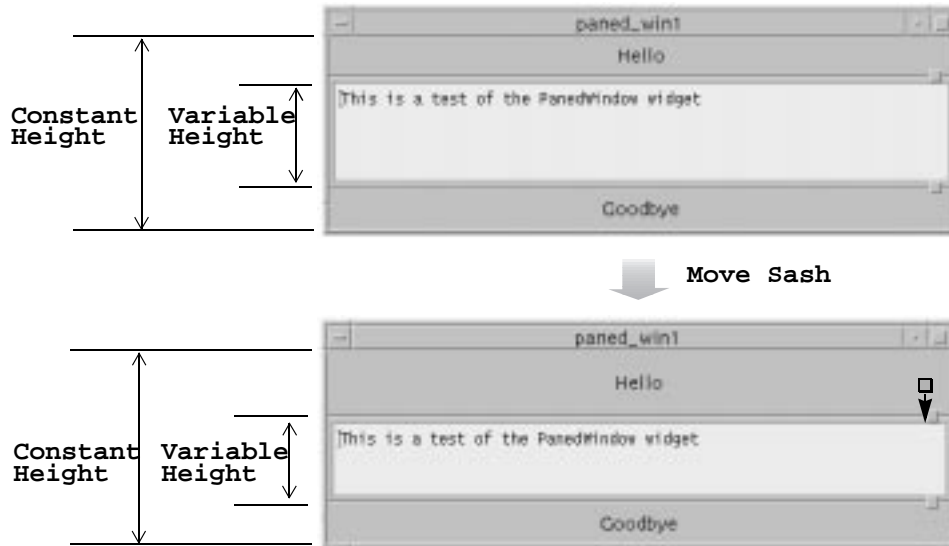 paned_win1
Hello
This is a test of the PanedWindow widget
Constant Height
Variable Height
Goodbye
Move Sash
paned_win1
Hello
This is a test of the PanedWindow widget
Constant Height
Variable Height
Goodbye